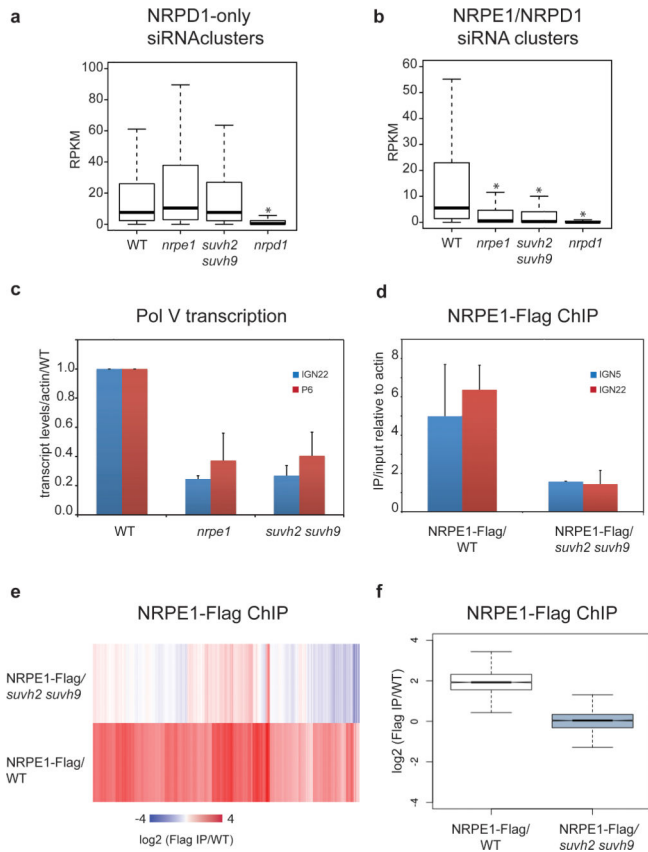 a
NRPD1-only
siRNAclusters
RPKM
100
80
60
40
20
0
*
WT
nrpe1
suvh2
suvh9
nrpd1
b
NRPE1/NRPD1
siRNA clusters
RPKM
60
50
40
30
20
10
0
*
*
*
WT
nrpe1
suvh2
suvh9
nrpd1
c
Pol V transcription
transcript levels/actin/WT
1.0
0.8
0.6
0.4
0.2
0.0
IGN22
P6
WT
nrpe1
suvh2 suvh9
d
NRPE1-Flag ChIP
IP/input relative to actin
8
6
4
2
0
IGN5
IGN22
NRPE1-Flag/
WT
NRPE1-Flag/
suvh2 suvh9
e
NRPE1-Flag ChIP
NRPE1-Flag/
suvh2 suvh9
NRPE1-Flag/
WT
-4
4
log2 (Flag IP/WT)
f
NRPE1-Flag ChIP
log2 (Flag IP/WT)
4
2
0
-2
-4
NRPE1-Flag/
WT
NRPE1-Flag/
suvh2 suvh9